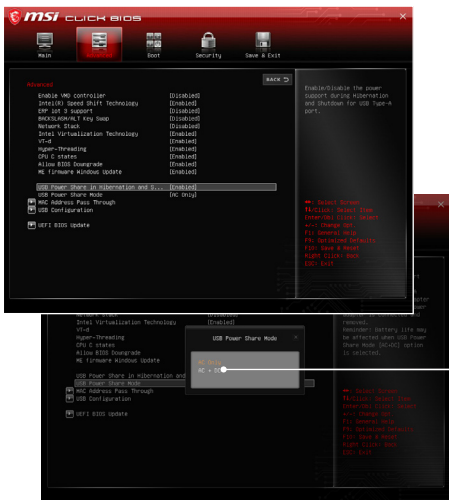 msi CLICK BIOS
Main
Advanced
Boot
Security
Save & Exit
BACK
Advanced
Enable VMD controller [Disabled]
Intel(R) Speed Shift Technology [Enabled]
ERP Lot 3 Support [Disabled]
BACKSLASH/ALT Key Swap [Disabled]
Network Stack [Disabled]
Intel Virtualization Technology [Enabled]
VT-d [Enabled]
Hyper-Threading [Enabled]
CPU C states [Enabled]
Allow BIOS Downgrade [Enabled]
ME firmware Windows Update [Enabled]
USB Power Share in Hibernation and S... [Enabled]
USB Power Share Mode [AC Only]
MAC Address Pass Through
USB Configuration
UEFI BIOS Update
Enable/Disable the power
support during Hibernation
and Shutdown for USB Type-A
port.
: Select Screen
/Click: Select Item
Enter/Dbl Click: Select
+/-: Change Opt.
F1: General Help
F9: Optimized Defaults
F10: Save & Reset
Right Click: Back
ESC: Exit
Network Stack [Disabled]
Intel Virtualization Technology [Enabled]
VT-d
Hyper-Threading
CPU C states
Allow BIOS Downgrade
ME firmware Windows Update
USB Power Share in Hibernation and
USB Power Share Mode
MAC Address Pass Through
USB Configuration
UEFI BIOS Update
USB Power Share Mode
AC Only
AC + DC
removed.
Reminder: Battery life may
be affected when USB Power
Share Mode [AC+DC] option
is selected.
: Select Screen
/Click: Select Item
Enter/Dbl Click: Select
+/-: Change Opt.
F1: General Help
F9: Optimized Defaults
F10: Save & Reset
Right Click: Back
ESC: Exit